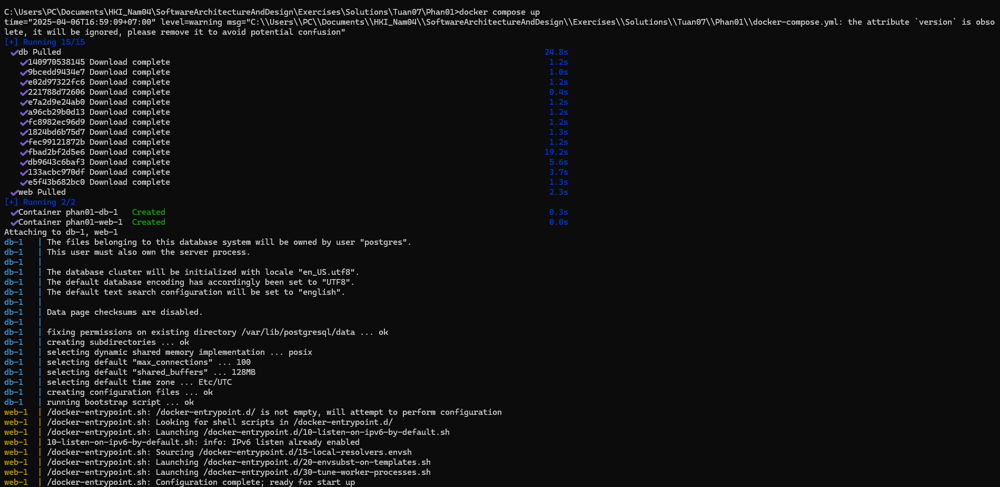 C:\Users\PC\Documents\HKI_Nam04\SoftwareArchitectureAndDesign\Exercises\Solutions\Tuan07\Phan01>docker compose up
time="2025-04-06T16:59:09+07:00" level=warning msg="C:\\Users\\PC\\Documents\\HKI_Nam04\\SoftwareArchitectureAndDesign\\Exercises\\Solutions\\Tuan07\\Phan01\\docker-compose.yml: the attribute `version` is obso
lete, it will be ignored, please remove it to avoid potential confusion"
[+] Running 15/15
✔db Pulled 24.8s
✔140970538145 Download complete 1.2s
✔9bcedd9434e7 Download complete 1.0s
✔e02d97322fc6 Download complete 1.2s
✔221788d72606 Download complete 0.4s
✔e7a2d9e24ab0 Download complete 1.2s
✔a96cb29b0d13 Download complete 1.2s
✔fc8982ec96d9 Download complete 1.2s
✔1824bd6b75d7 Download complete 1.3s
✔fec99121872b Download complete 1.2s
✔fbad2bf2d5e6 Download complete 19.2s
✔db9643c6baf3 Download complete 5.6s
✔133acbc970df Download complete 3.7s
✔e5f43b682bc0 Download complete 1.3s
✔web Pulled 2.3s
[+] Running 2/2
✔Container phan01-db-1 Created 0.3s
✔Container phan01-web-1 Created 0.0s
Attaching to db-1, web-1
db-1 | The files belonging to this database system will be owned by user "postgres".
db-1 | This user must also own the server process.
db-1 |
db-1 | The database cluster will be initialized with locale "en_US.utf8".
db-1 | The default database encoding has accordingly been set to "UTF8".
db-1 | The default text search configuration will be set to "english".
db-1 |
db-1 | Data page checksums are disabled.
db-1 |
db-1 | fixing permissions on existing directory /var/lib/postgresql/data ... ok
db-1 | creating subdirectories ... ok
db-1 | selecting dynamic shared memory implementation ... posix
db-1 | selecting default "max_connections" ... 100
db-1 | selecting default "shared_buffers" ... 128MB
db-1 | selecting default time zone ... Etc/UTC
db-1 | creating configuration files ... ok
db-1 | running bootstrap script ... ok
web-1 | /docker-entrypoint.sh: /docker-entrypoint.d/ is not empty, will attempt to perform configuration
web-1 | /docker-entrypoint.sh: Looking for shell scripts in /docker-entrypoint.d/
web-1 | /docker-entrypoint.sh: Launching /docker-entrypoint.d/10-listen-on-ipv6-by-default.sh
web-1 | 10-listen-on-ipv6-by-default.sh: info: IPv6 listen already enabled
web-1 | /docker-entrypoint.sh: Sourcing /docker-entrypoint.d/15-local-resolvers.envsh
web-1 | /docker-entrypoint.sh: Launching /docker-entrypoint.d/20-envsubst-on-templates.sh
web-1 | /docker-entrypoint.sh: Launching /docker-entrypoint.d/30-tune-worker-processes.sh
web-1 | /docker-entrypoint.sh: Configuration complete; ready for start up